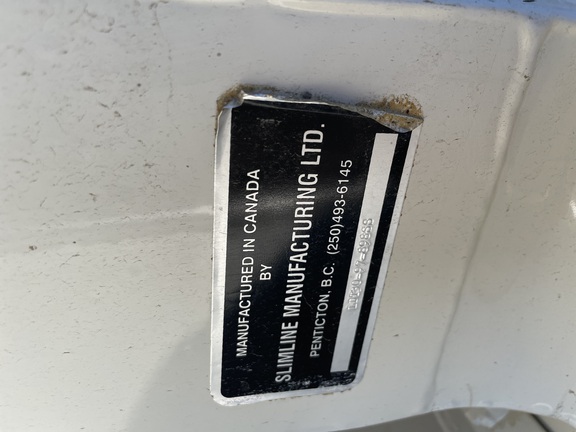 MANUFACTURED IN CANADA
BY
SLIMLINE MANUFACTURING LTD.
PENTICTON, B.C. (250)493-6145